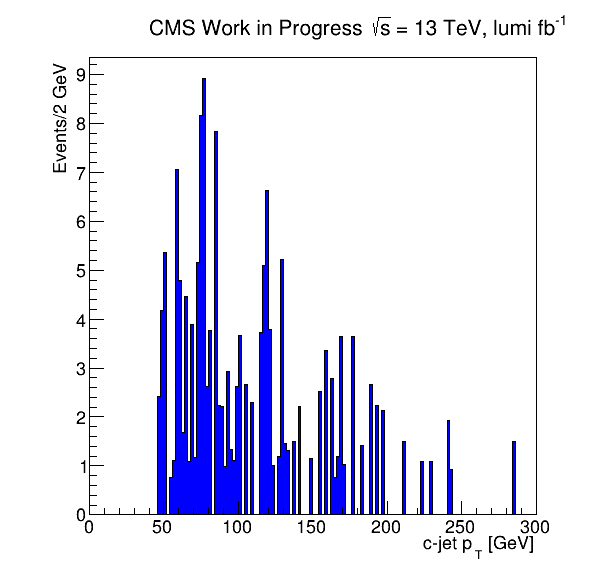 CMS Work in Progress √s = 13 TeV, lumi fb-1
Events/2 GeV
9
8
7
6
5
4
3
2
1
0
0 50 100 150 200 250 300
c-jet pT [GeV]